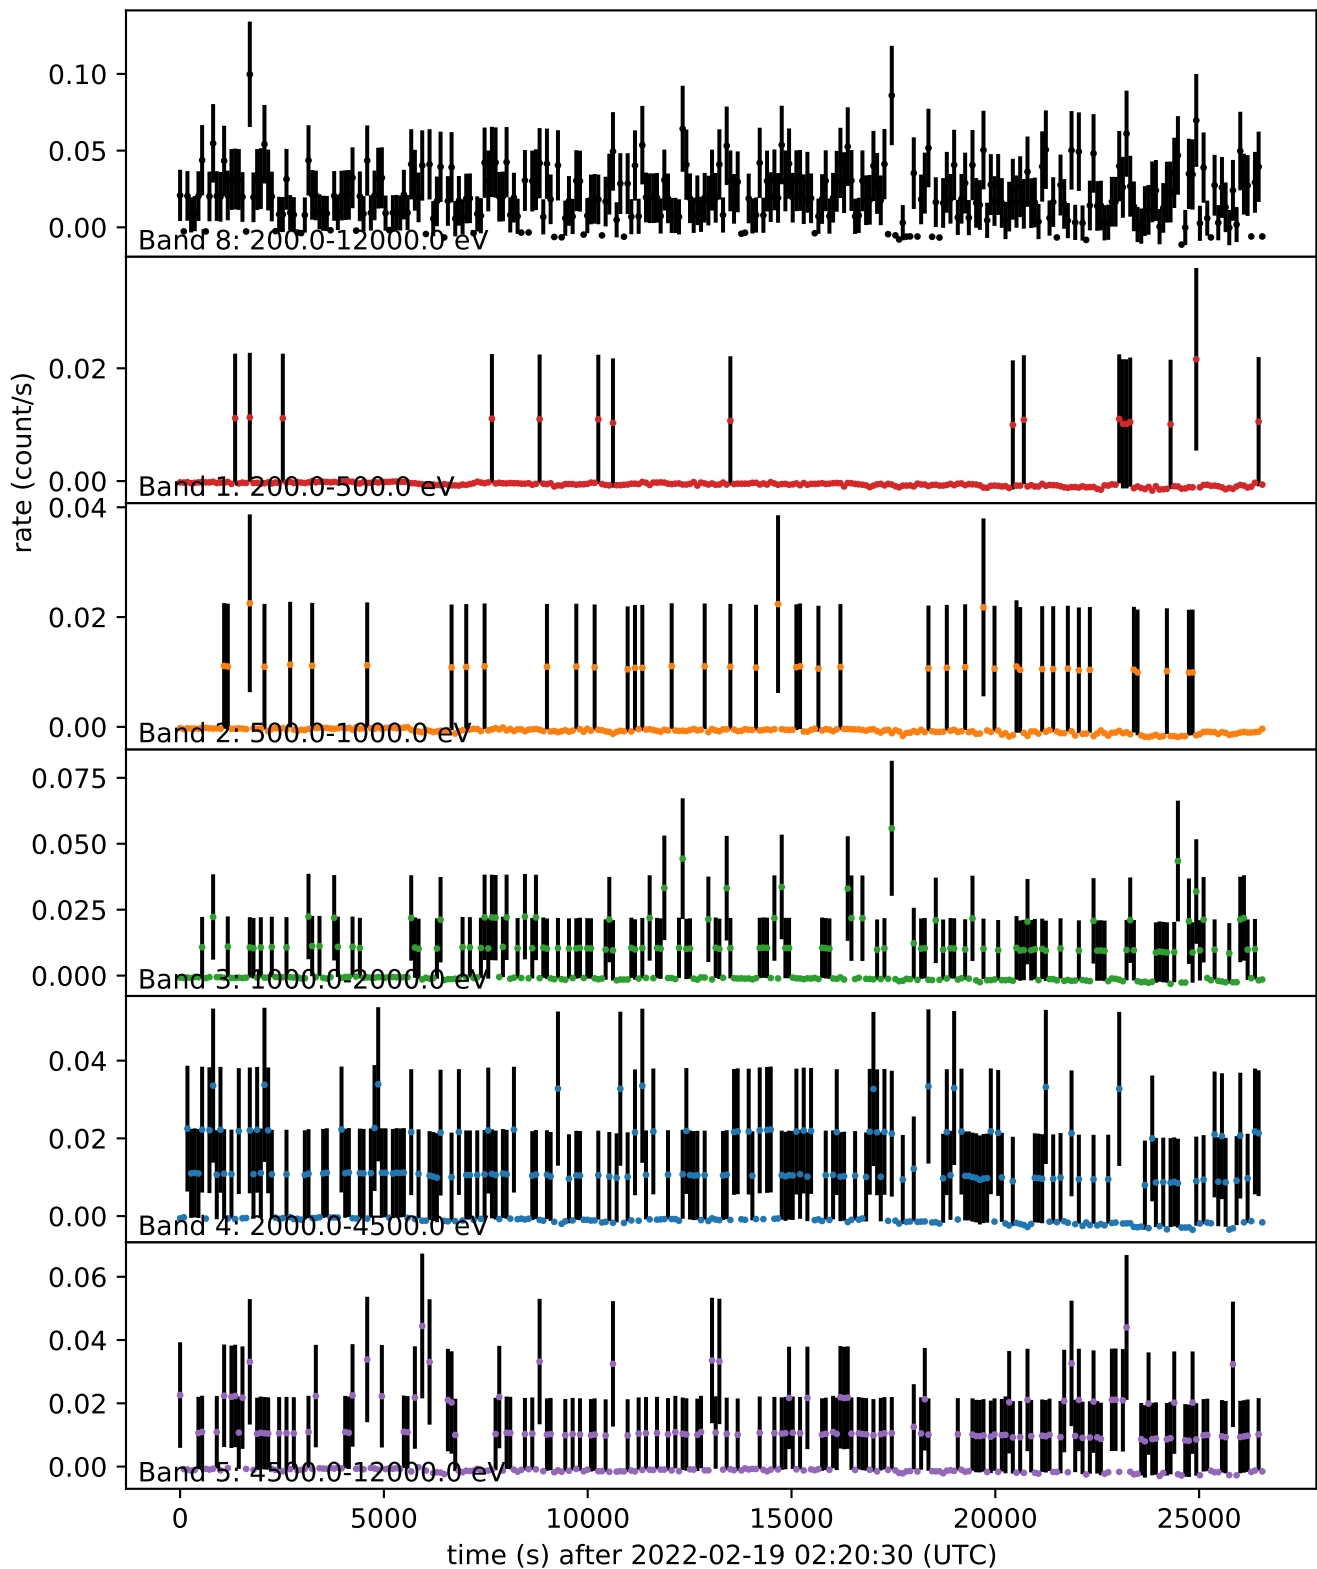 0.10
0.05
0.00
Band 8: 200.0-12000.0 eV
0.02
0.00
Band 1: 200.0-500.0 eV
rate (count/s)
0.04
0.02
0.00
Band 2: 500.0-1000.0 eV
0.075
0.050
0.025
0.000
Band 3: 1000.0-2000.0 eV
0.04
0.02
0.00
Band 4: 2000.0-4500.0 eV
0.06
0.04
0.02
0.00
Band 5: 4500.0-12000.0 eV
0 5000 10000 15000 20000 25000
time (s) after 2022-02-19 02:20:30 (UTC)